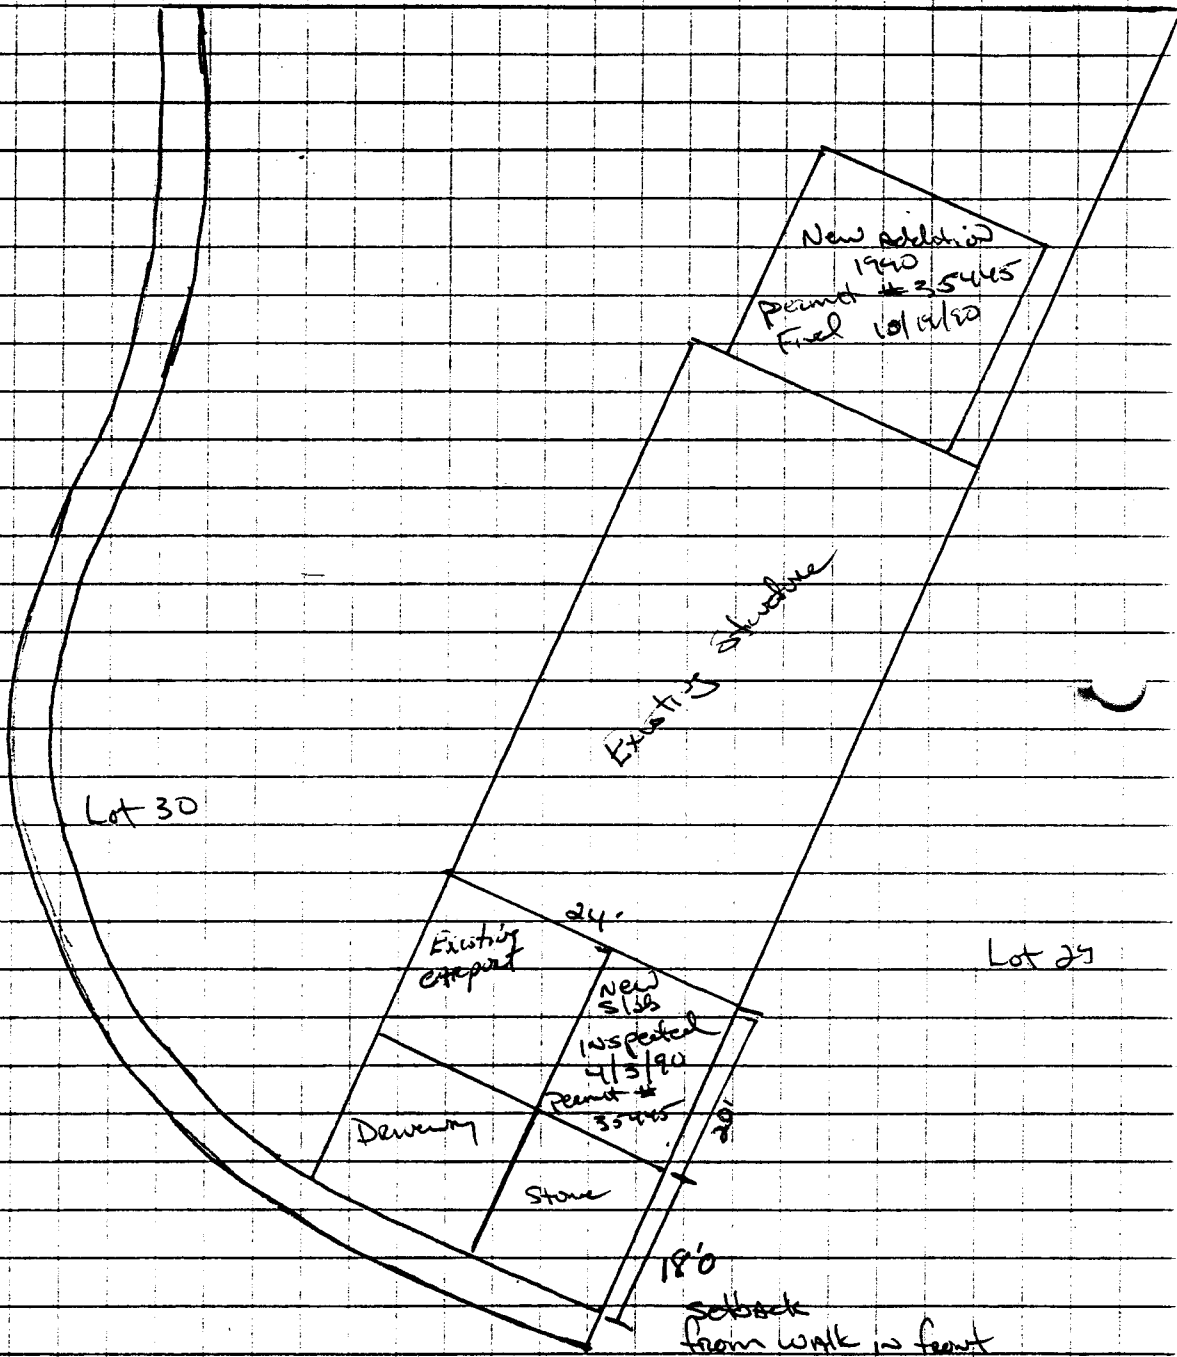 New Addition
1990
Permit # 35445
Final 10/19/90
Existing Structure
Lot 30
24'
Existing
carport
New
Slab
Inspected
4/3/90
Permit #
35445
Lot 29
Driveway
20'
Stone
18'0
Setback
from walk in front